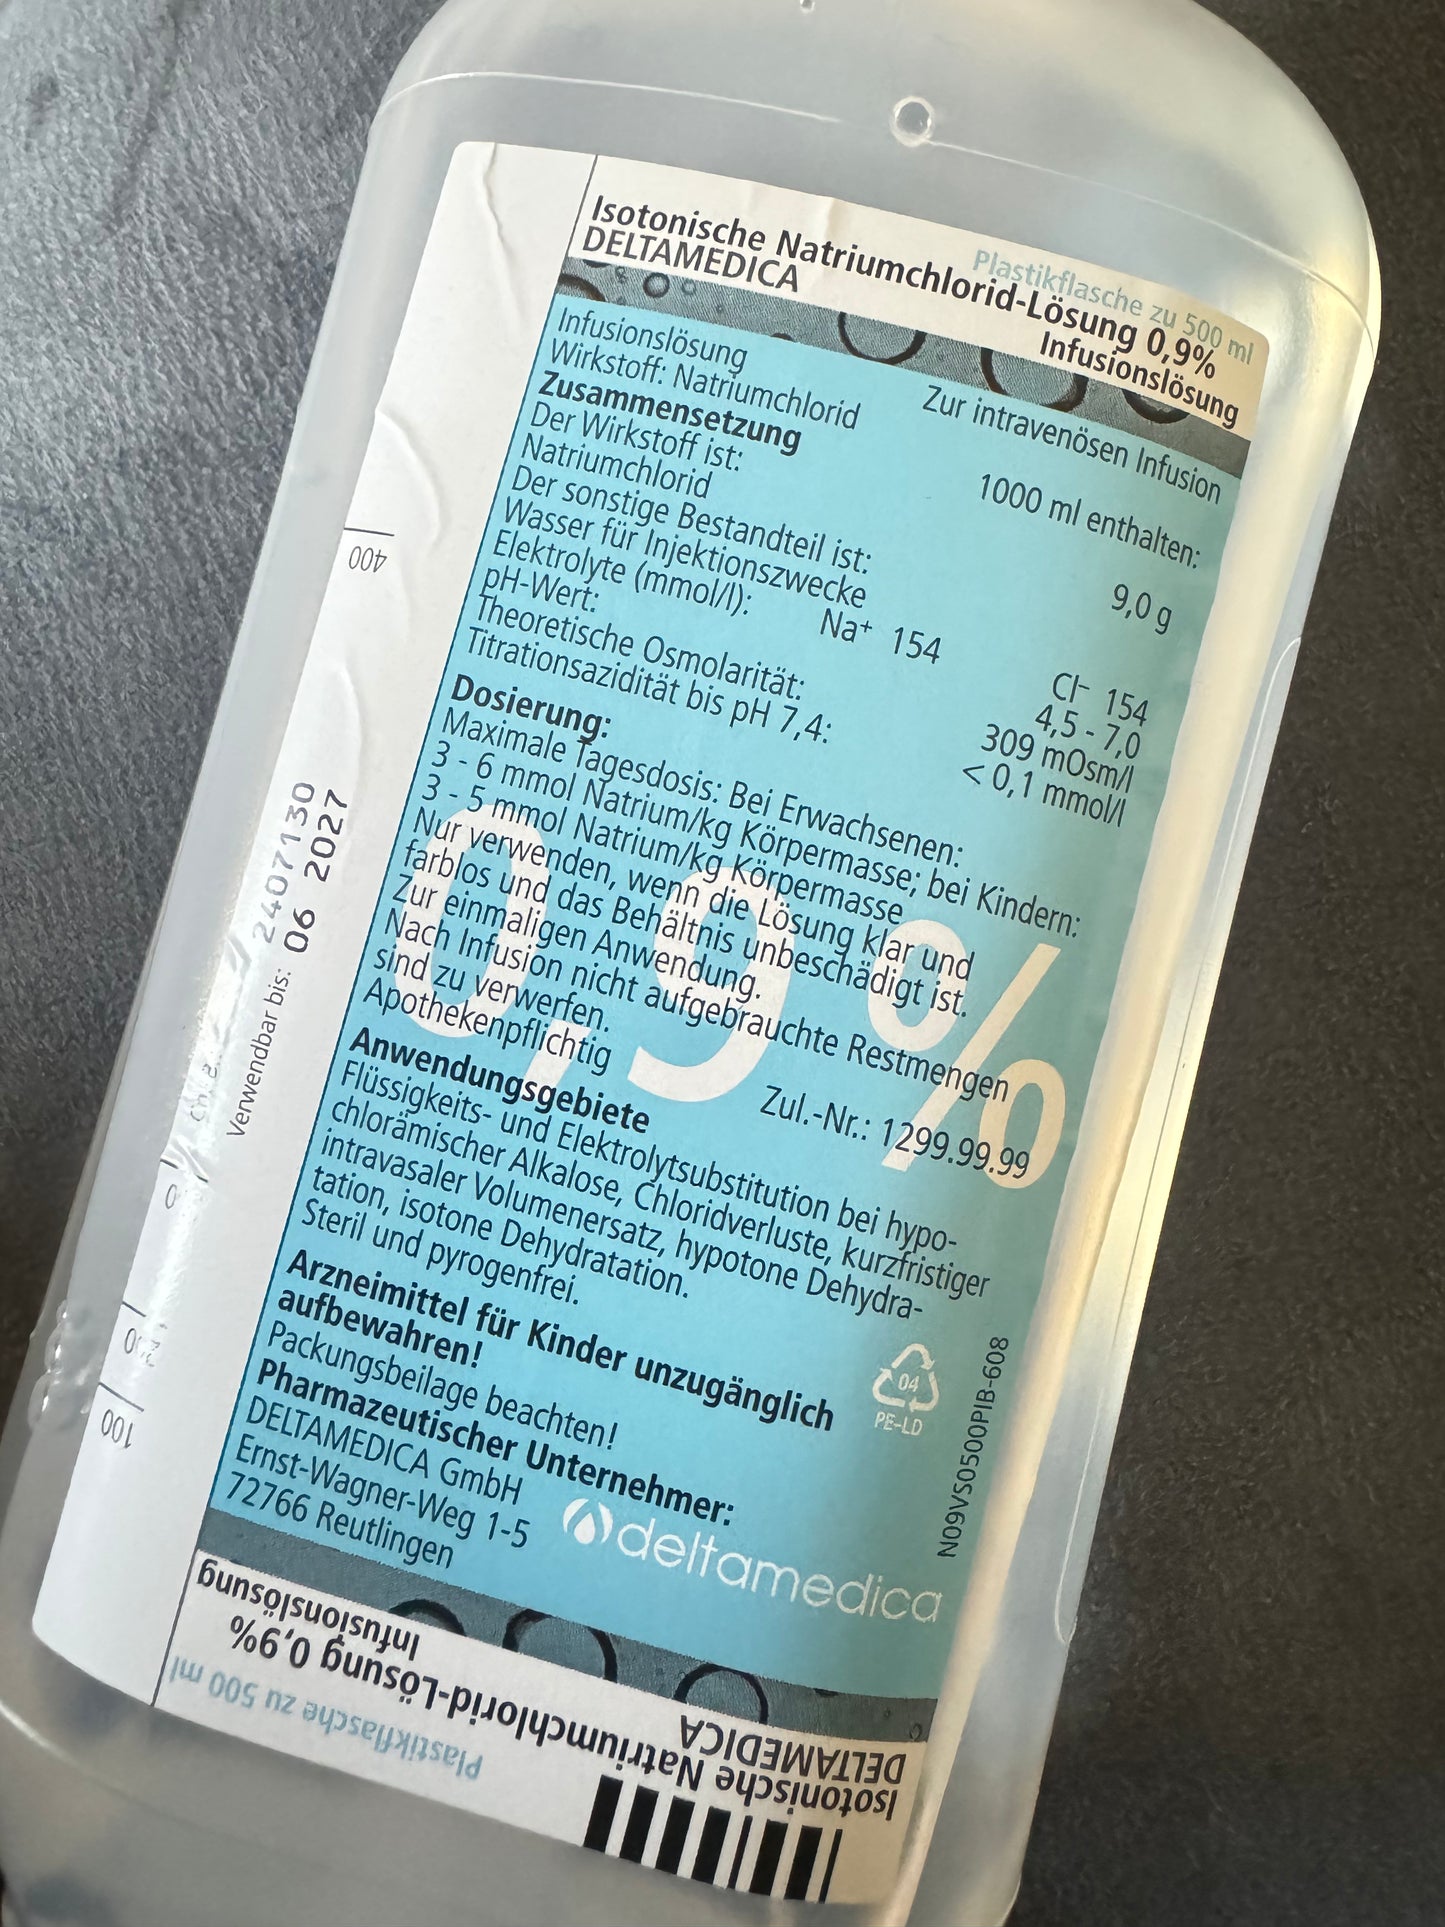 Plastikflasche zu 500 ml
Isotonische Natriumchlorid-Lösung 0,9%
DELTAMEDICA
Infusionslösung
Infusionslösung
Zur intravenösen Infusion
Wirkstoff: Natriumchlorid
Zusammensetzung
1000 ml enthalten:
Der Wirkstoff ist:
Natriumchlorid
9,0 g
Der sonstige Bestandteil ist:
Wasser für Injektionszwecke
Elektrolyte (mmol/l): Na⁺ 154 Cl⁻ 154
pH-Wert: 4,5 - 7,0
Theoretische Osmolarität: 309 mOsm/l
Titrationsazidität bis pH 7,4: < 0,1 mmol/l
Dosierung:
Maximale Tagesdosis: Bei Erwachsenen:
3 - 6 mmol Natrium/kg Körpermasse; bei Kindern:
3 - 5 mmol Natrium/kg Körpermasse
Nur verwenden, wenn die Lösung klar und
farblos und das Behältnis unbeschädigt ist.
Zur einmaligen Anwendung.
Nach Infusion nicht aufgebrauchte Restmengen
sind zu verwerfen.
Apothekenpflichtig
Zul.-Nr.: 1299.99.99
0,9%
Anwendungsgebiete
Flüssigkeits- und Elektrolytsubstitution bei hypo-
chlorämischer Alkalose, Chloridverluste, kurzfristiger
intravasaler Volumenersatz, hypotone Dehydra-
tation, isotone Dehydratation.
Steril und pyrogenfrei.
Arzneimittel für Kinder unzugänglich
aufbewahren!
Packungsbeilage beachten!
Pharmazeutischer Unternehmer:
DELTAMEDICA GmbH
Ernst-Wagner-Weg 1-5
72766 Reutlingen
deltamedica
04
PE-LD
N09VS0500PIB-608
400
100
2407130
Verwendbar bis: 06 2027
Plastikflasche zu 500 ml
Isotonische Natriumchlorid-Lösung 0,9%
DELTAMEDICA
Infusionslösung